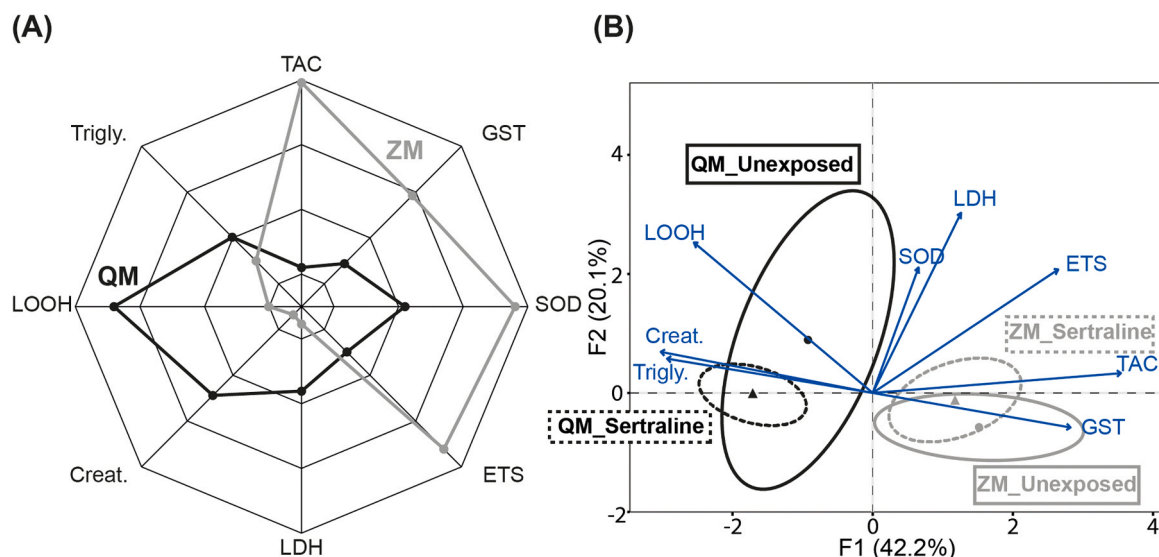 (A)
TAC
Trigly.
GST
ZM
QM
LOOH
SOD
Creat.
ETS
LDH
(B)
QM_Unexposed
4
LDH
LOOH
SOD
ETS
2
F2 (20.1%)
ZM_Sertraline
Creat.
TAC
Trigly.
0
QM_Sertraline
GST
ZM_Unexposed
-2
-2
0
2
4
F1 (42.2%)